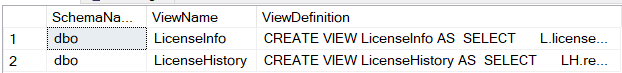 SchemaNa... ViewName ViewDefinition
1 dbo LicenseInfo CREATE VIEW LicenseInfo AS SELECT L.license...
2 dbo LicenseHistory CREATE VIEW LicenseHistory AS SELECT LH.re...